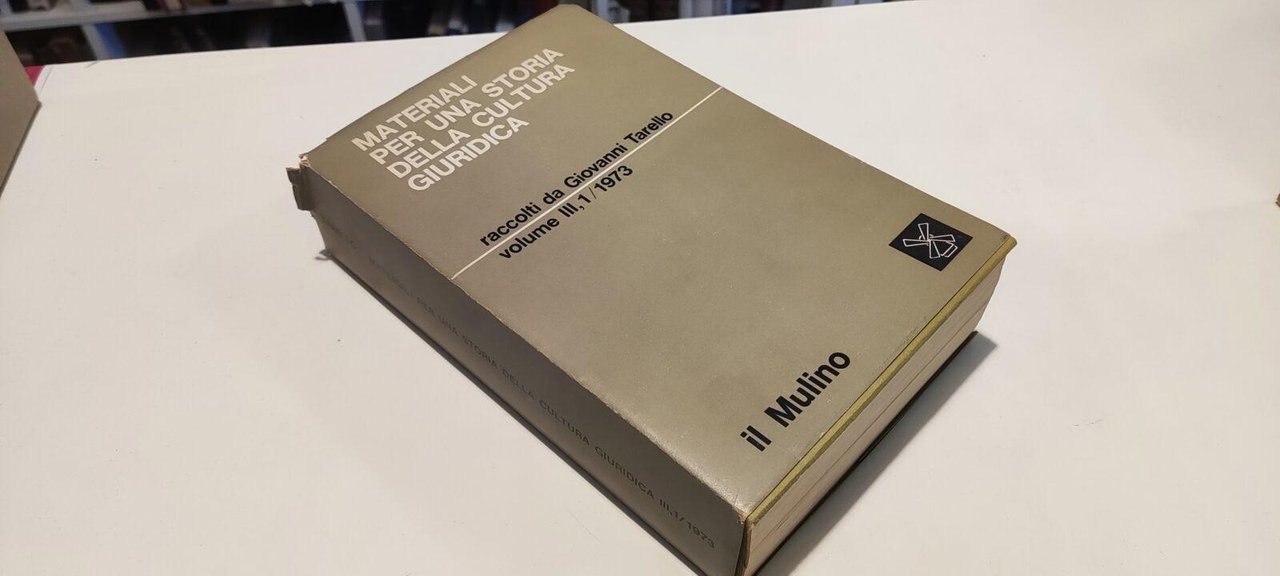 MATERIALI
PER UNA STORIA
DELLA CULTURA
GIURIDICA
raccolti da Giovanni Tarello
volume III,1/1973
il Mulino
MATERIALI PER UNA STORIA DELLA CULTURA GIURIDICA III,1/1973